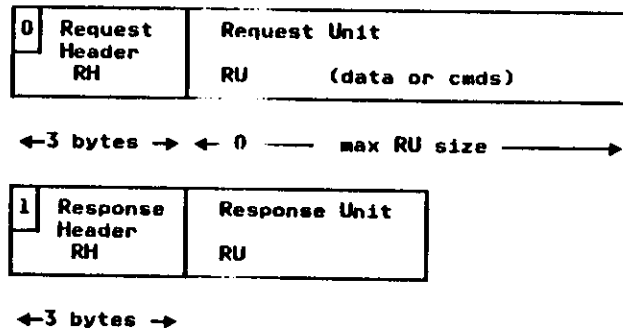 0 Request Request Unit
Header
RH RU (data or cmds)
←3 bytes → ← 0 —— max RU size ——→
1 Response Response Unit
Header
RH RU
←3 bytes →